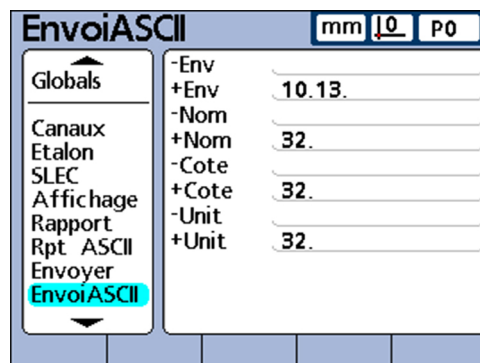 EnvoiASCII mm 0 P0
Globals
Canaux
Etalon
SLEC
Affichage
Rapport
Rpt ASCII
Envoyer
EnvoiASCII
-Env
+Env 10.13.
-Nom
+Nom 32.
-Cote
+Cote 32.
-Unit
+Unit 32.